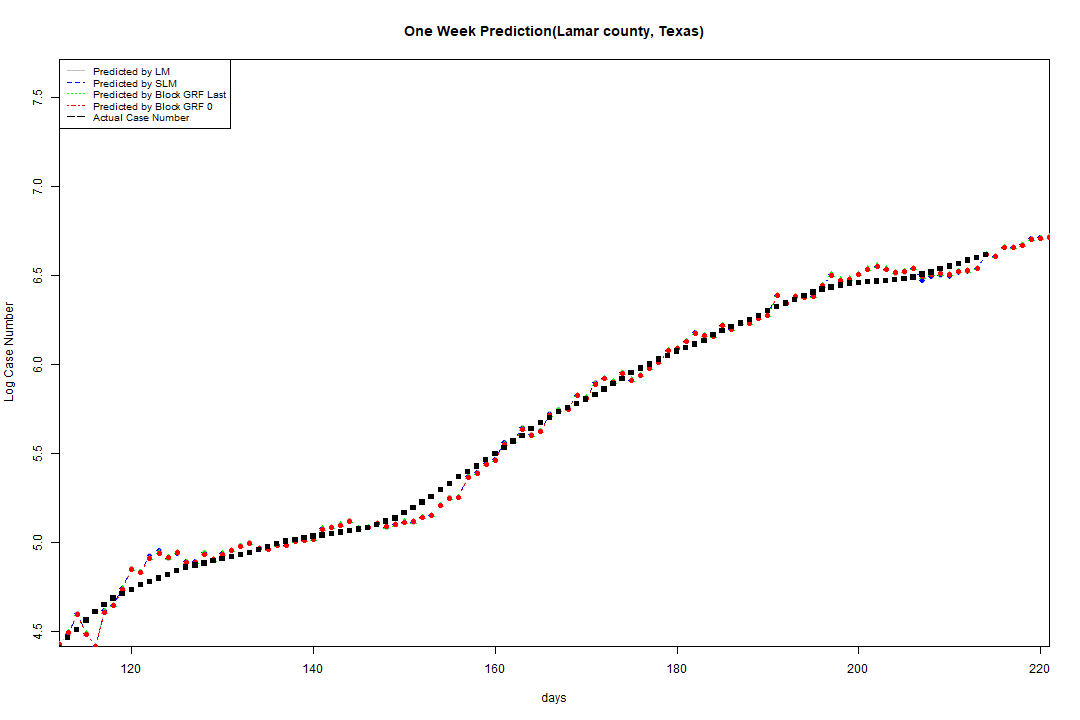 One Week Prediction(Lamar county, Texas)
Predicted by LM
Predicted by SLM
Predicted by Block GRF Last
Predicted by Block GRF 0
Actual Case Number
7.5
7.0
6.5
6.0
5.5
5.0
4.5
Log Case Number
120 140 160 180 200 220
days